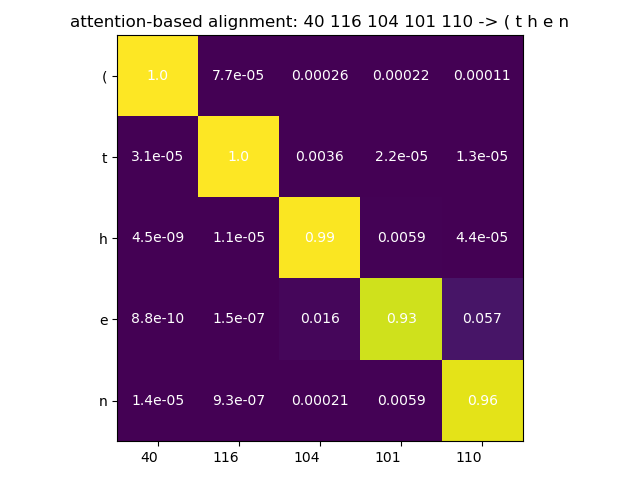 attention-based alignment: 40 116 104 101 110 -> ( t h e n
( 1.0 7.7e-05 0.00026 0.00022 0.00011
t 3.1e-05 1.0 0.0036 2.2e-05 1.3e-05
h 4.5e-09 1.1e-05 0.99 0.0059 4.4e-05
e 8.8e-10 1.5e-07 0.016 0.93 0.057
n 1.4e-05 9.3e-07 0.00021 0.0059 0.96
40 116 104 101 110